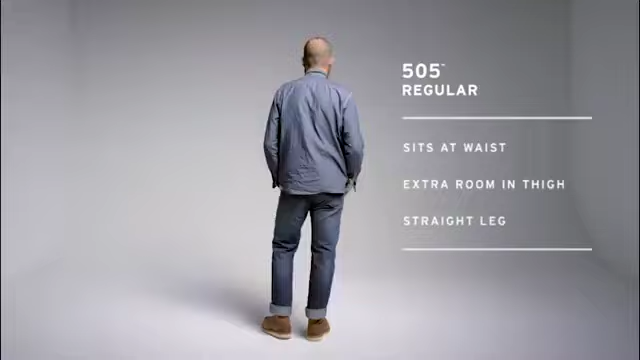 505™
REGULAR
SITS AT WAIST
EXTRA ROOM IN THIGH
STRAIGHT LEG